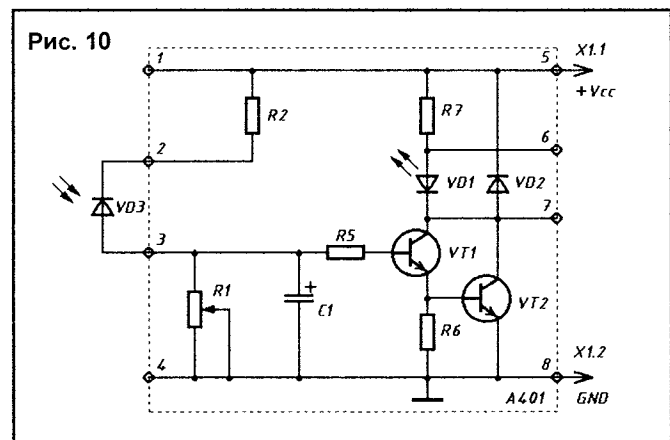 Рис. 10
1
5
X1.1
+Vcc
R2
R7
6
2
VD1
VD2
VD3
7
3
R5
VT1
R1
+
C1
VT2
R6
4
8
X1.2
A401
GND